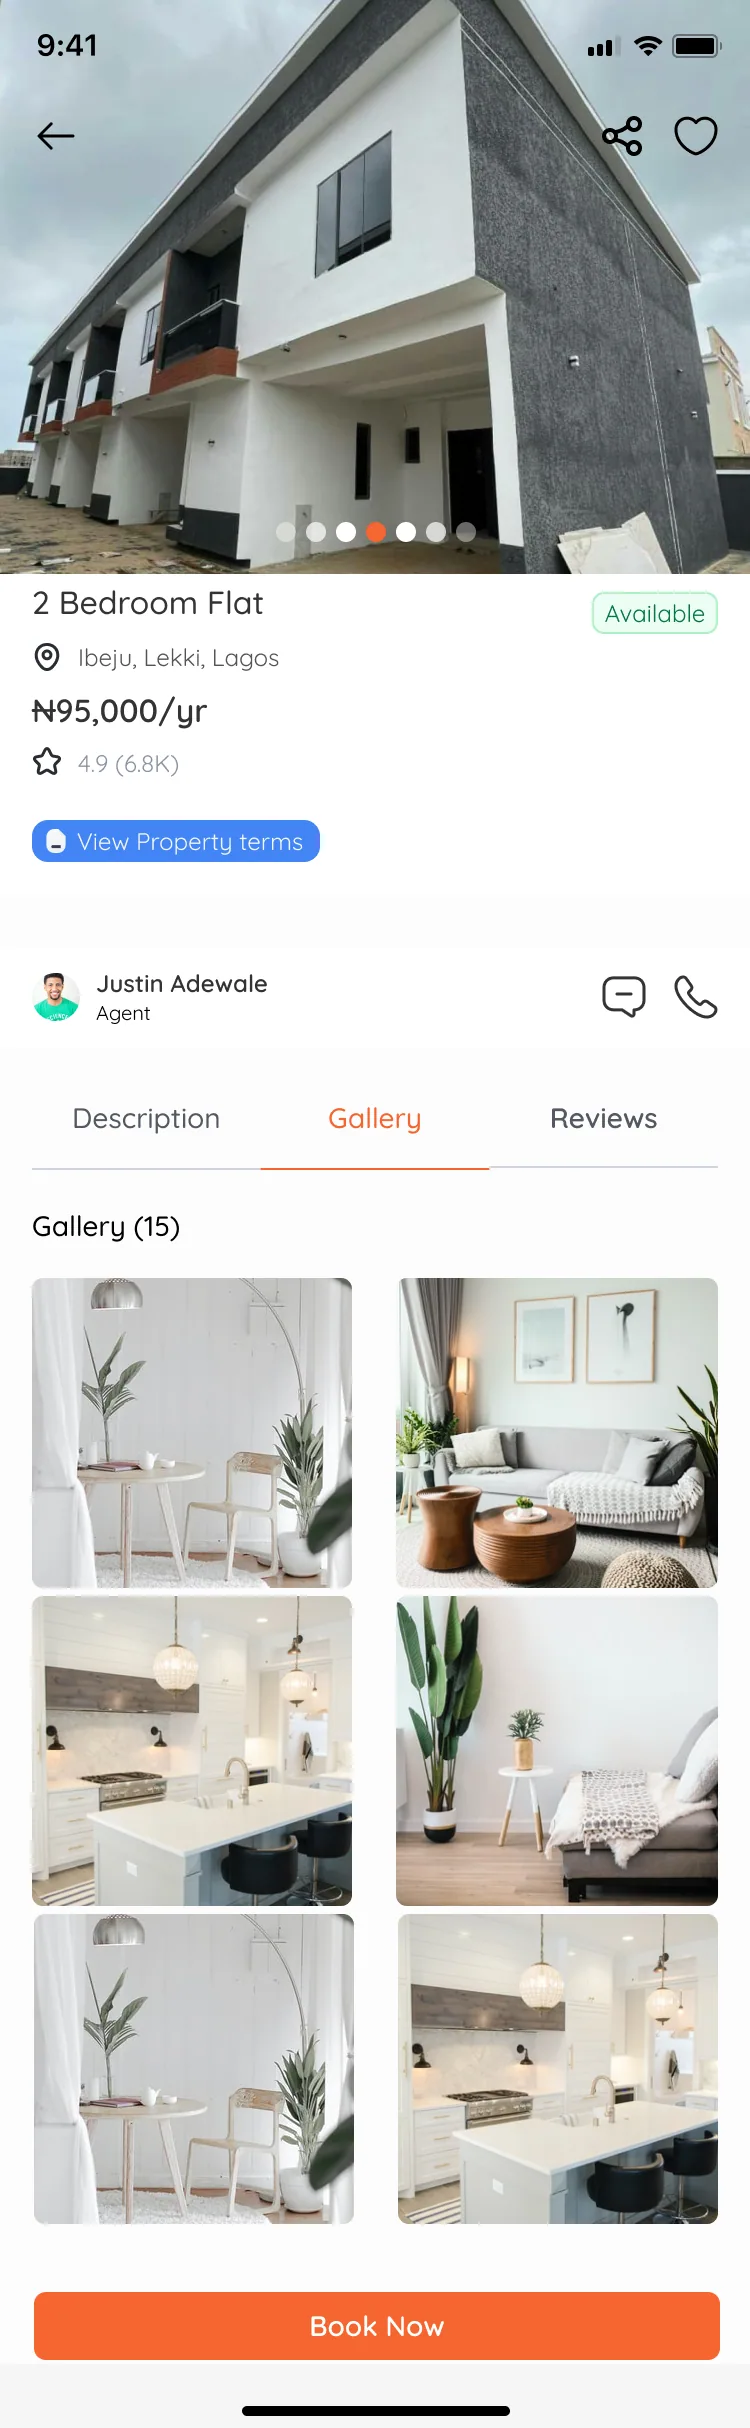 9:41
2 Bedroom Flat
Available
Ibeju, Lekki, Lagos
₦95,000/yr
4.9 (6.8K)
View Property terms
Justin Adewale
Agent
Description
Gallery
Reviews
Gallery (15)
Book Now